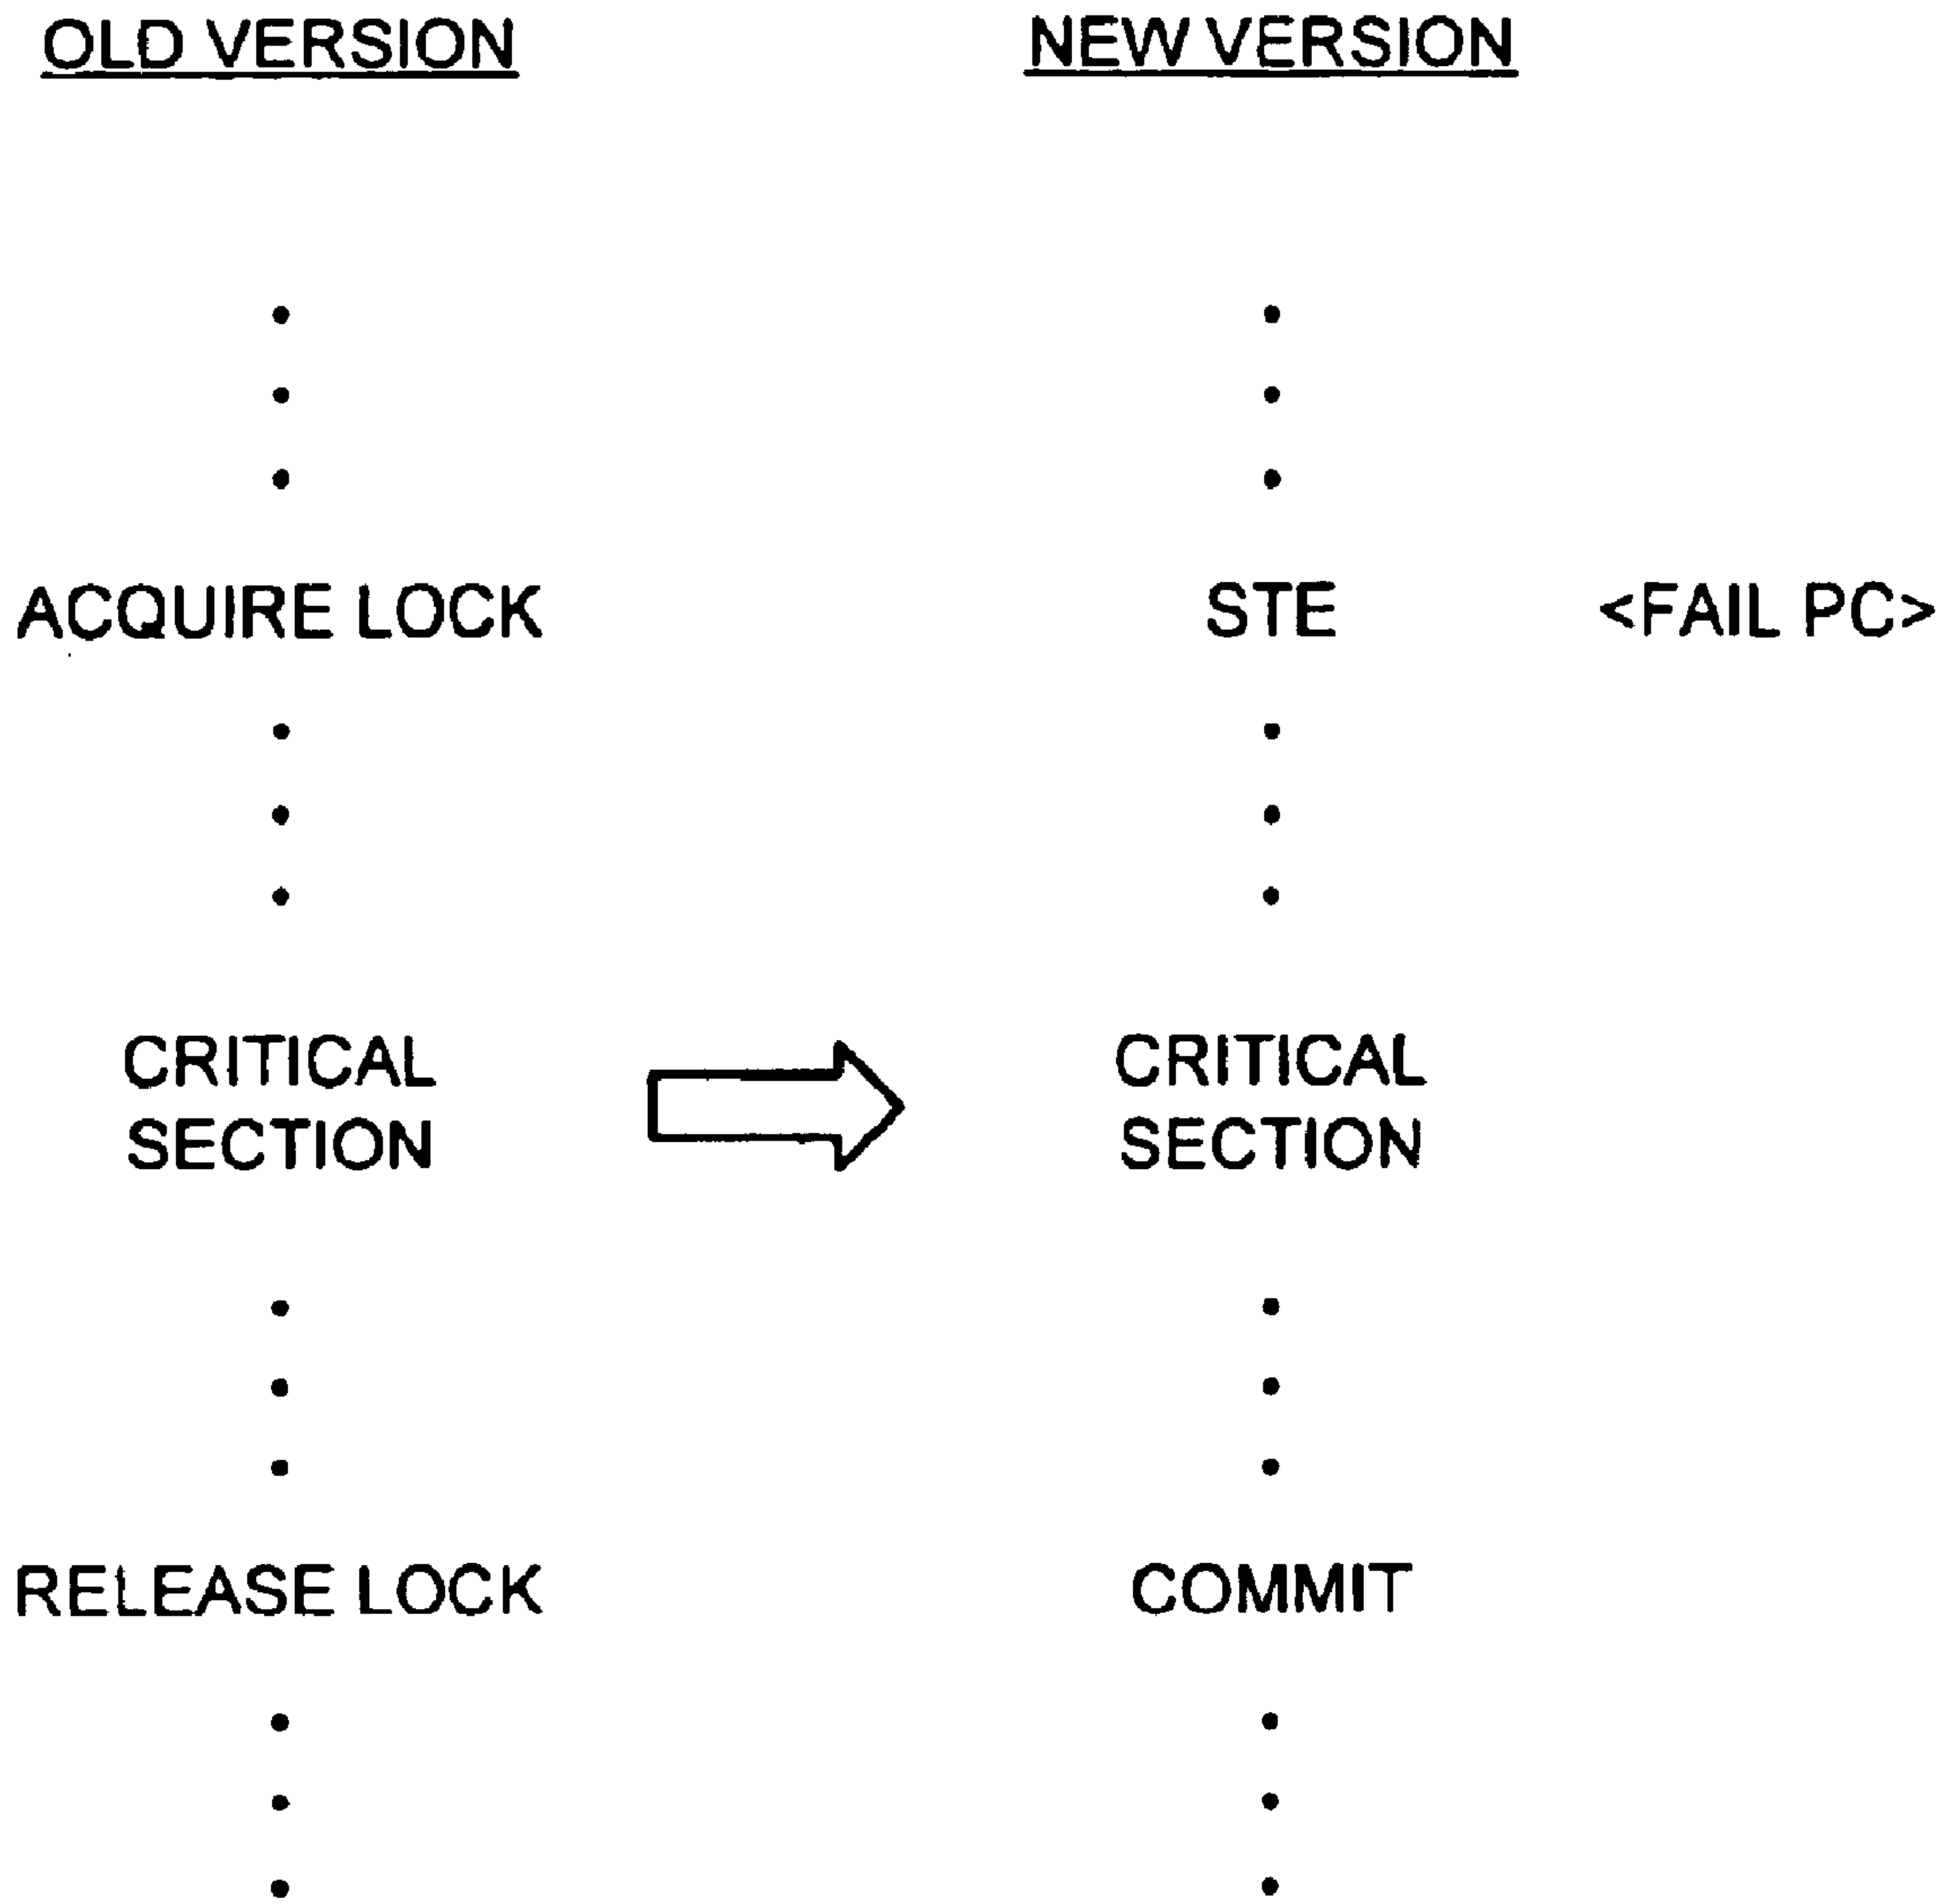 OLD VERSION
NEW VERSION
ACQUIRE LOCK
STE
<FAIL PC>
CRITICAL
SECTION
CRITICAL
SECTION
RELEASE LOCK
COMMIT